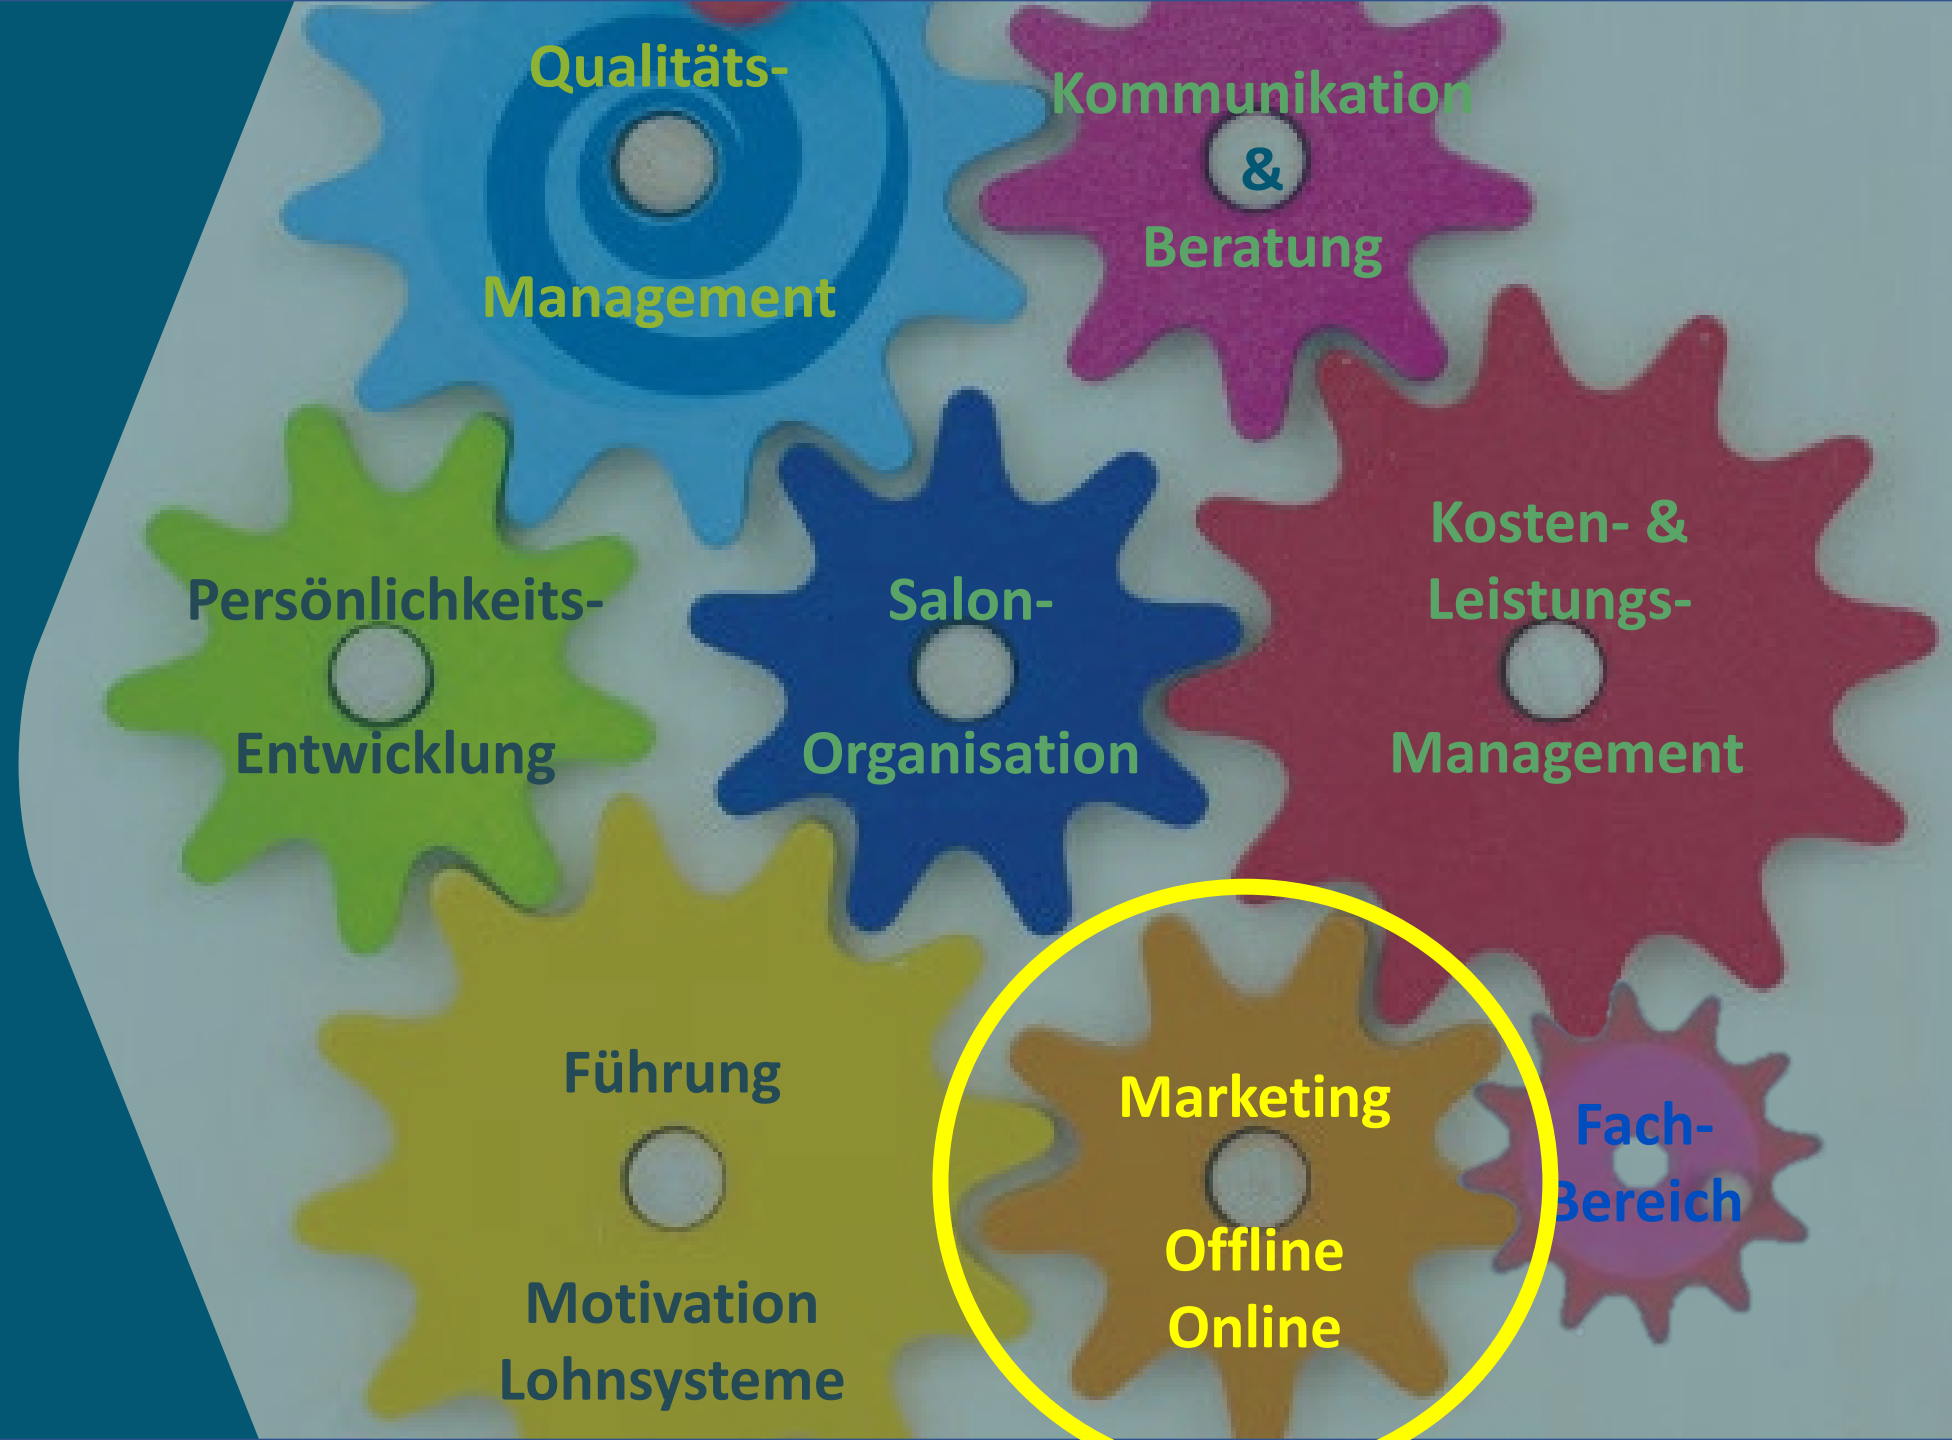 Qualitäts-
Management
Kommunikation
&
Beratung
Persönlichkeits-
Entwicklung
Salon-
Organisation
Kosten- &
Leistungs-
Management
Führung
Motivation
Lohnsysteme
Marketing
Offline
Online
Fach-
Bereich